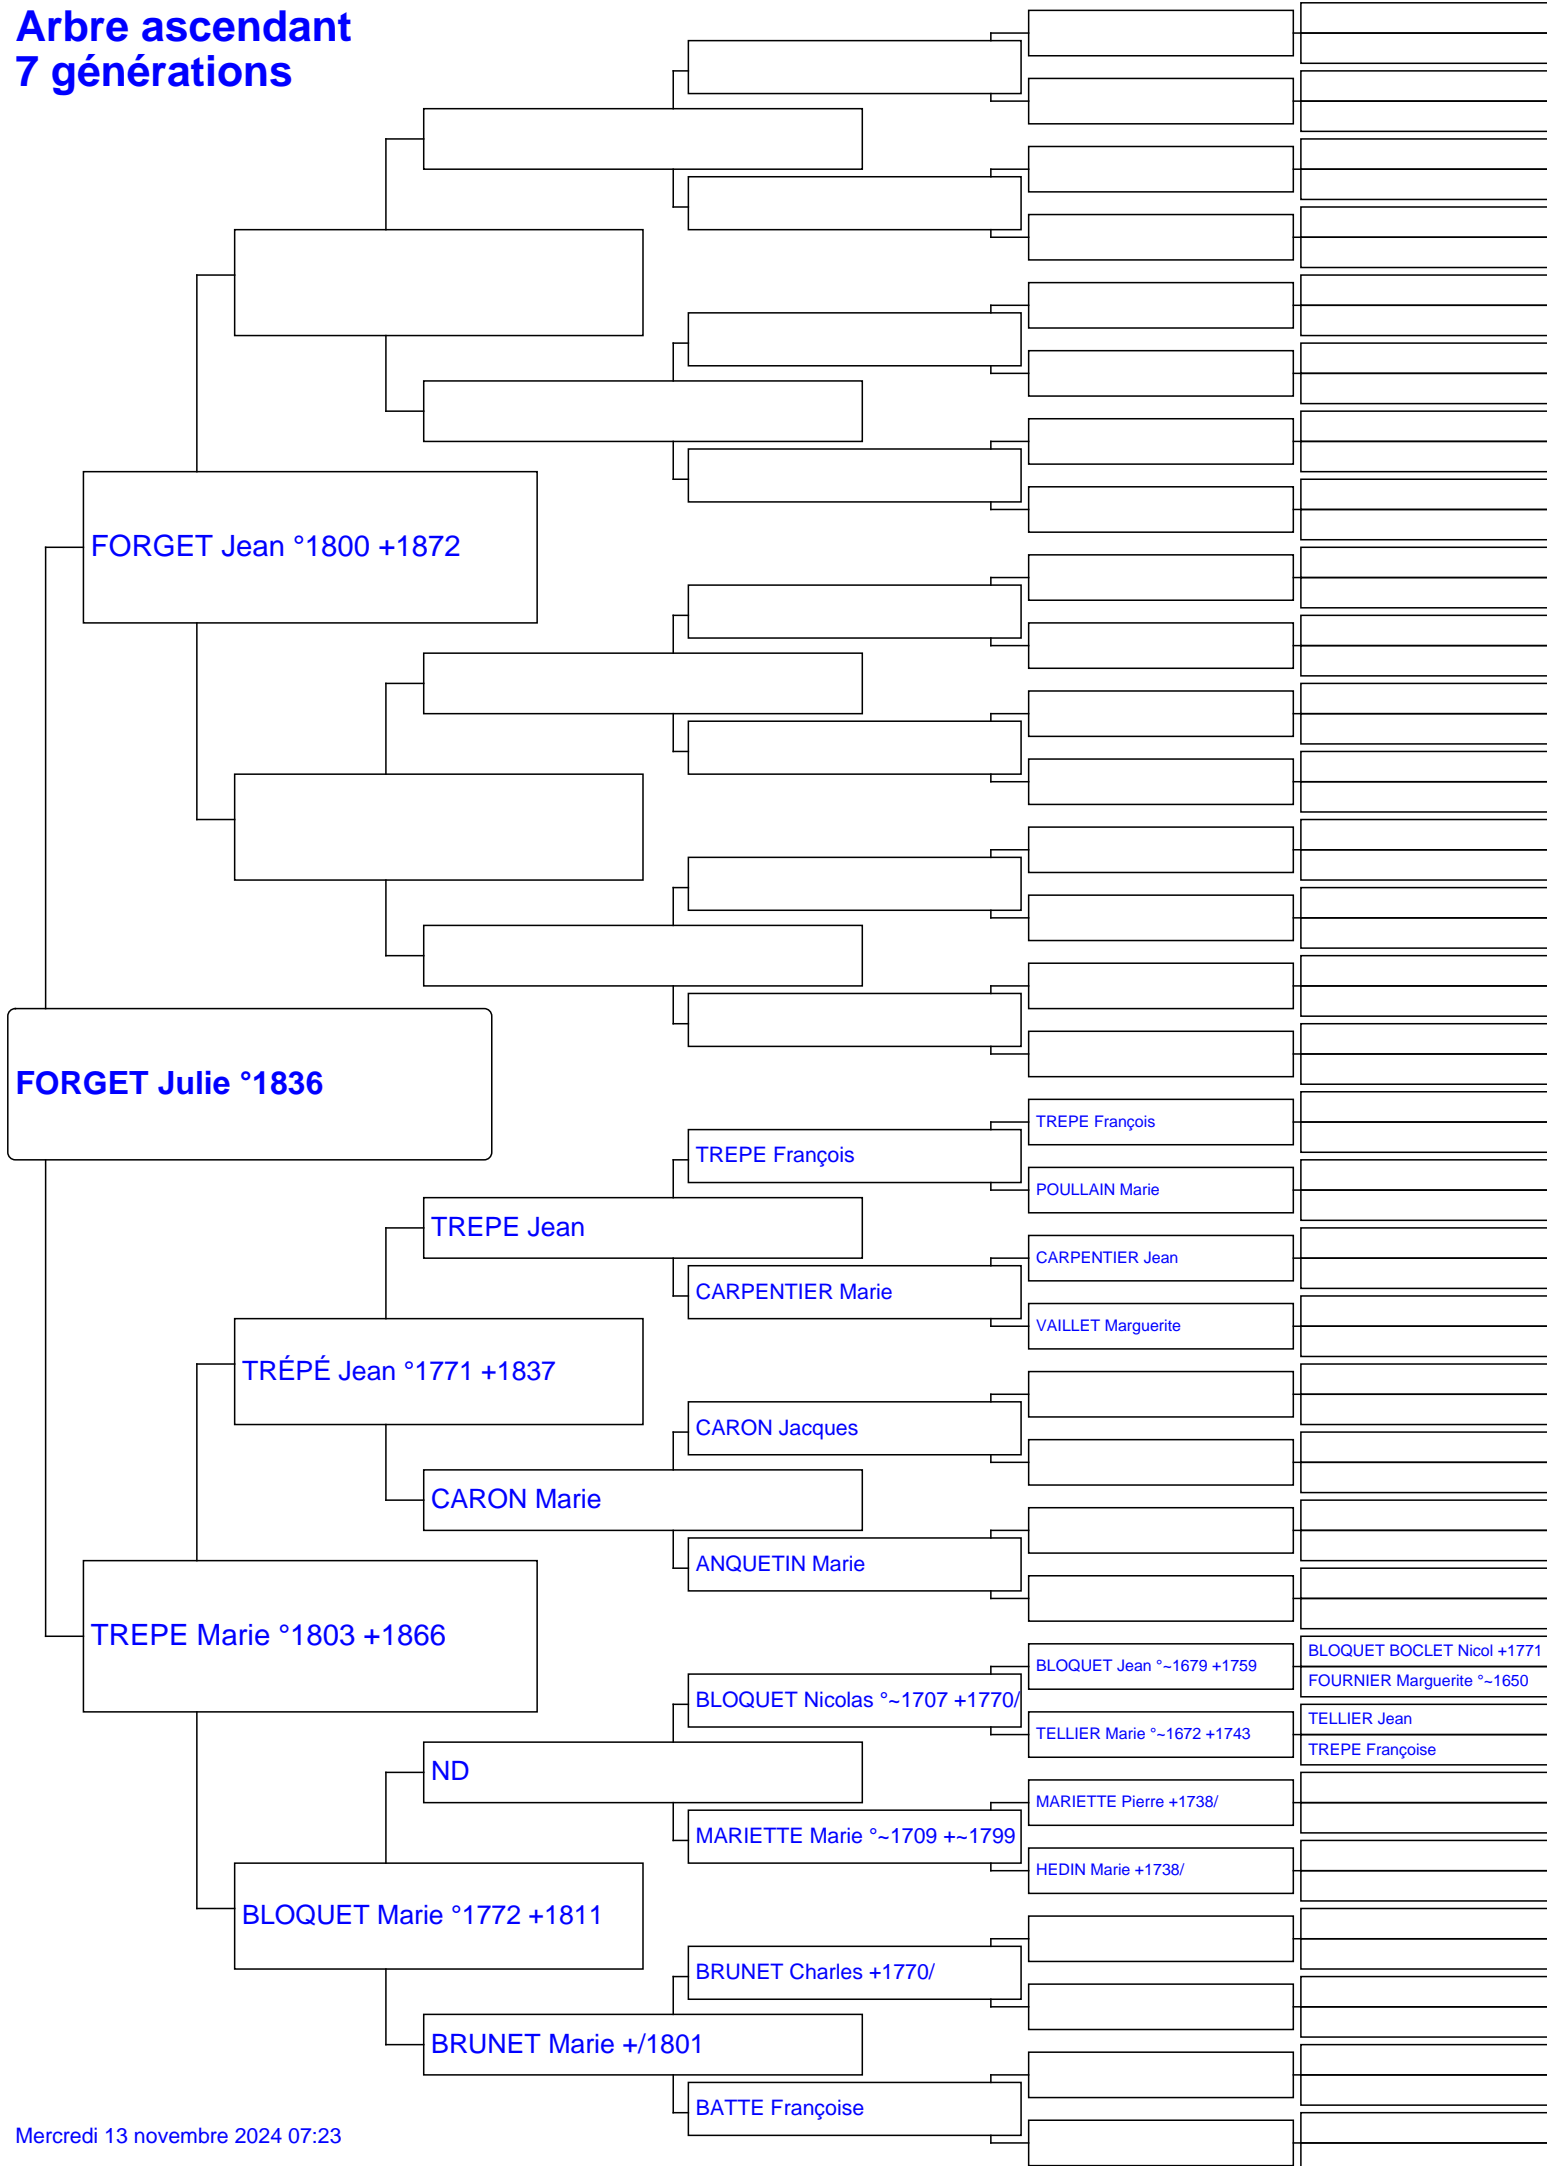 Arbre ascendant
7 générations
FORGET Jean °1800 +1872
FORGET Julie °1836
TREPE François
TREPE François
POULLAIN Marie
TREPE Jean
CARPENTIER Jean
CARPENTIER Marie
VAILLET Marguerite
TRÉPÉ Jean °1771 +1837
CARON Jacques
CARON Marie
ANQUETIN Marie
TREPE Marie °1803 +1866
BLOQUET BOCLET Nicol +1771
BLOQUET Jean °~1679 +1759
FOURNIER Marguerite °~1650
BLOQUET Nicolas °~1707 +1770/
TELLIER Jean
TELLIER Marie °~1672 +1743
TREPE Françoise
ND
MARIETTE Pierre +1738/
MARIETTE Marie °~1709 +~1799
HEDIN Marie +1738/
BLOQUET Marie °1772 +1811
BRUNET Charles +1770/
BRUNET Marie +/1801
BATTE Françoise
Mercredi 13 novembre 2024 07:23